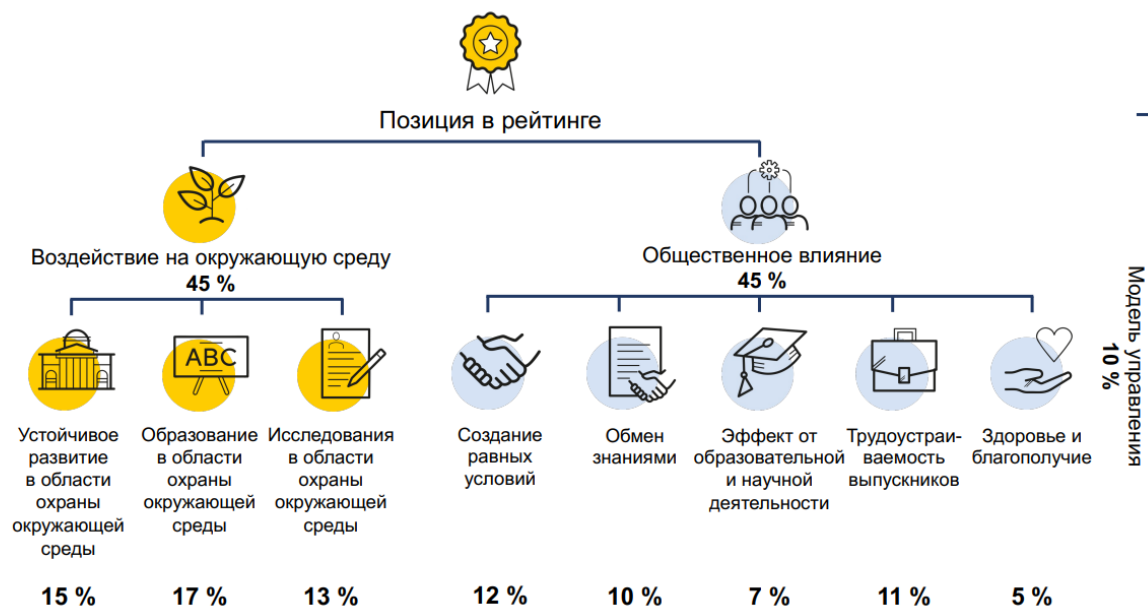 Позиция в рейтинге
Воздействие на окружающую среду
45 %
Общественное влияние
45 %
Модель управления
10 %
ABC
Устойчивое
развитие
в области
охраны
окружающей
среды
15 %
Образование
в области
охраны
окружающей
среды
17 %
Исследования
в области
охраны
окружающей
среды
13 %
Создание
равных
условий
12 %
Обмен
знаниями
10 %
Эффект от
образовательной
и научной
деятельности
7 %
Трудоустраи-
ваемость
выпускников
11 %
Здоровье и
благополучие
5 %